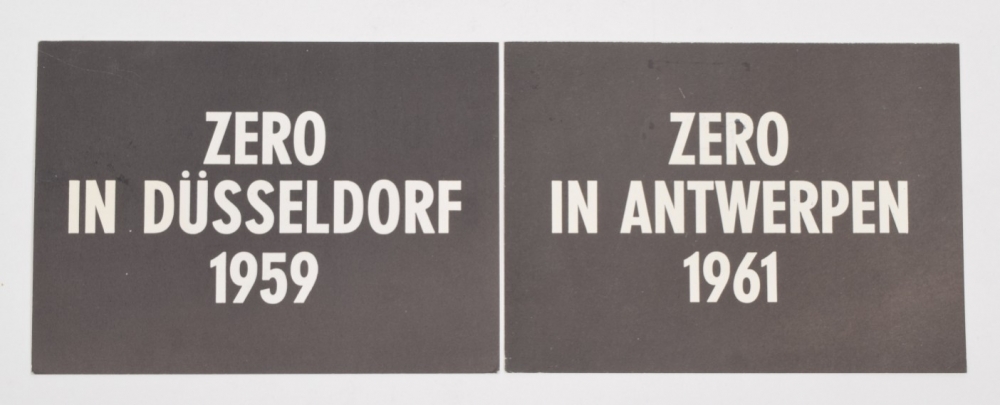 ZERO
IN DÜSSELDORF
1959
ZERO
IN ANTWERPEN
1961